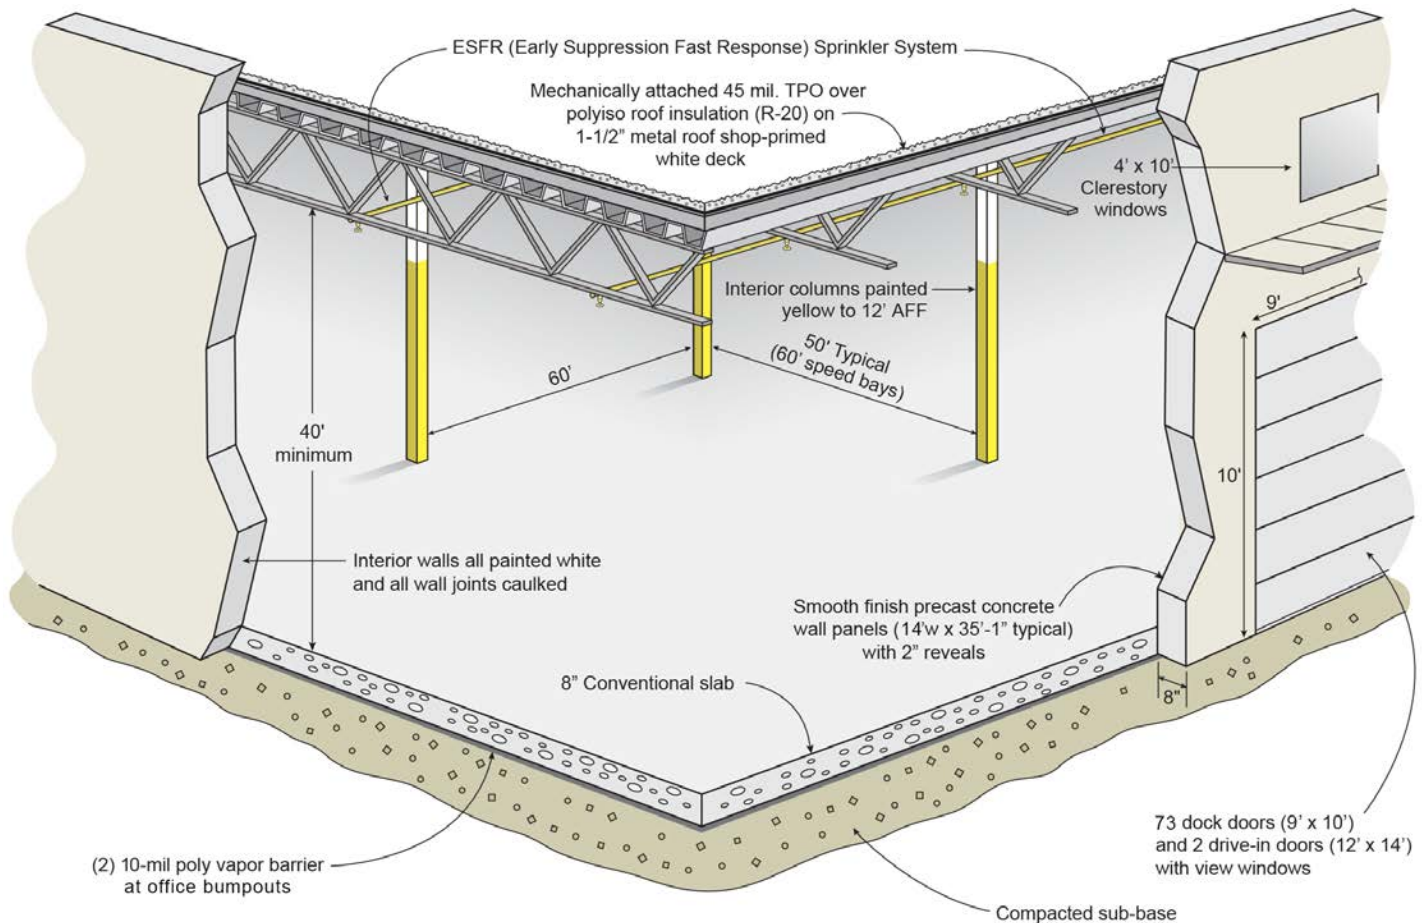 ESFR (Early Suppression Fast Response) Sprinkler System
Mechanically attached 45 mil. TPO over
polyiso roof insulation (R-20) on
1-1/2" metal roof shop-primed
white deck
4' x 10'
Clerestory
windows
Interior columns painted
yellow to 12' AFF
9'
60'
50' Typical
(60' speed bays)
40'
minimum
10'
Interior walls all painted white
and all wall joints caulked
Smooth finish precast concrete
wall panels (14'w x 35'-1" typical)
with 2" reveals
8" Conventional slab
8"
(2) 10-mil poly vapor barrier
at office bumpouts
73 dock doors (9' x 10')
and 2 drive-in doors (12' x 14')
with view windows
Compacted sub-base